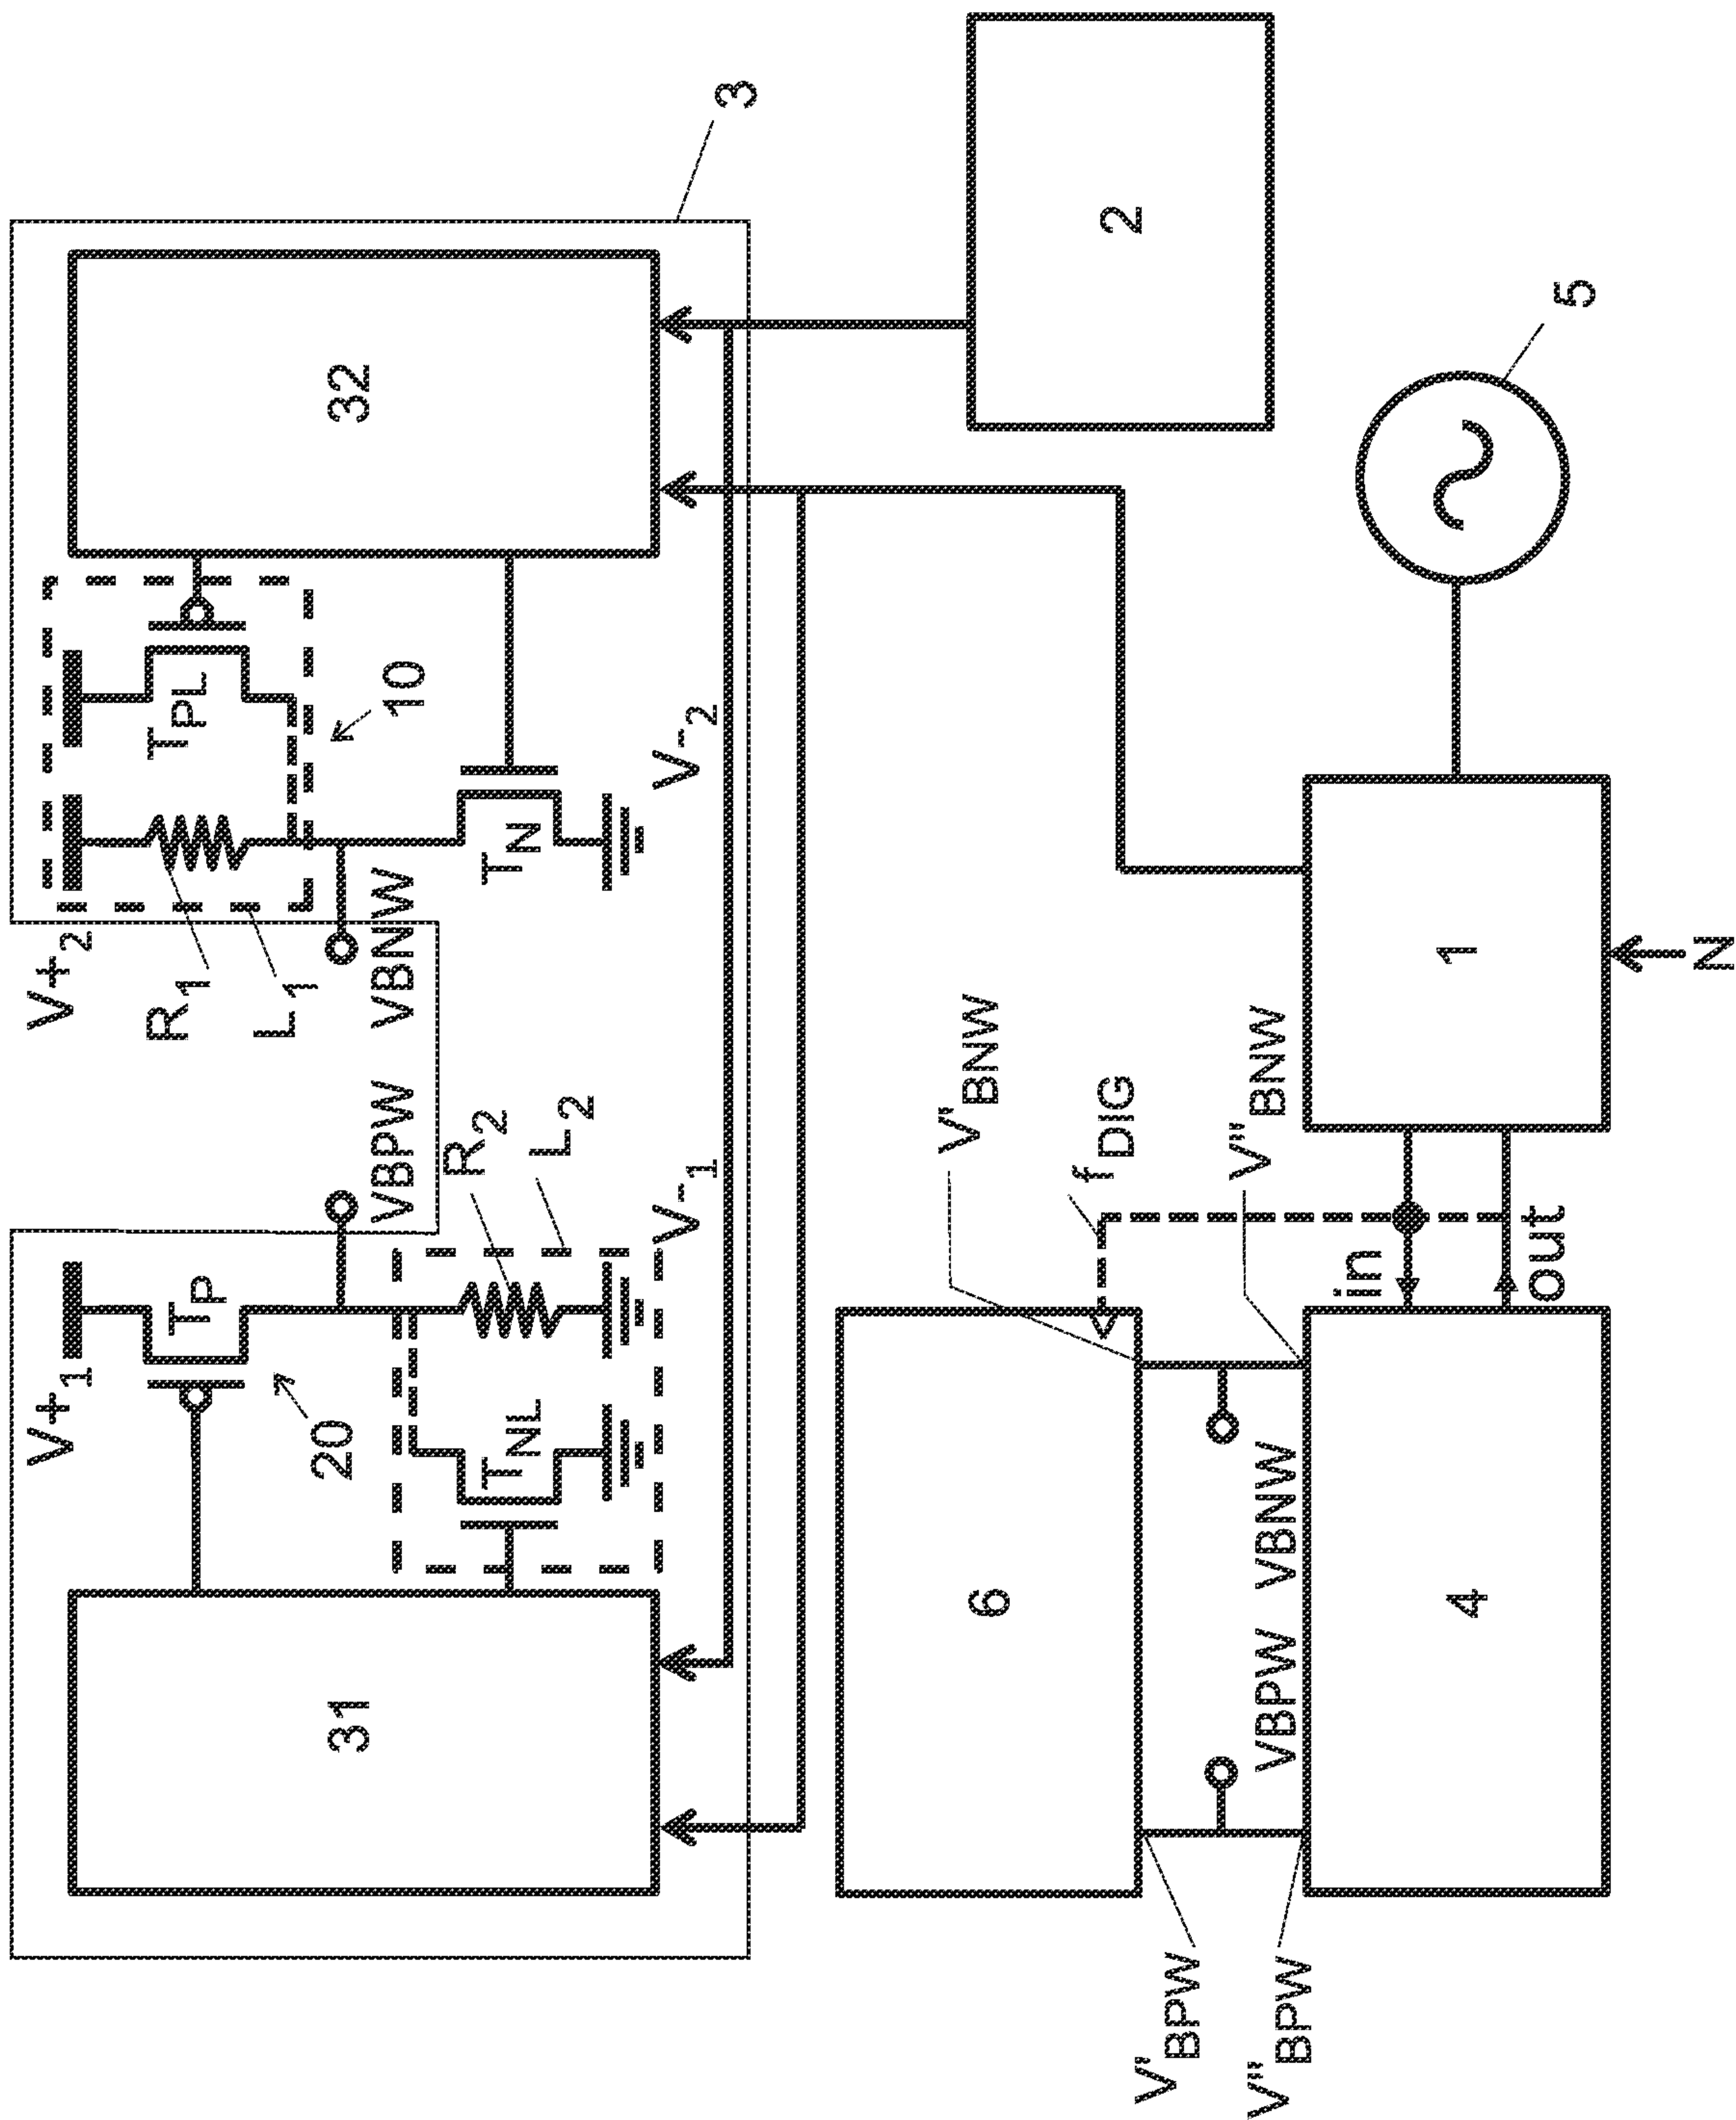 V+1
V+2
TP
TPL
R1
L1
20
10
31
32
3
VBPW
VBNW
R2
L2
TNL
TN
V-1
V-2
2
V'BNW
fDIG
6
V'BPW
VBPW
VBNW
V''BNW
V''BPW
4
in
out
1
5
N